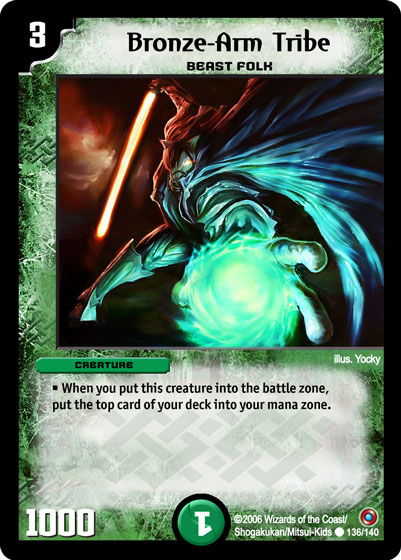 3
Bronze-Arm Tribe
BEAST FOLK
illus. Yocky
CREATURE
▪ When you put this creature into the battle zone,
put the top card of your deck into your mana zone.
1000
1
©2006 Wizards of the Coast/
Shogakukan/Mitsui-Kids ● 136/140